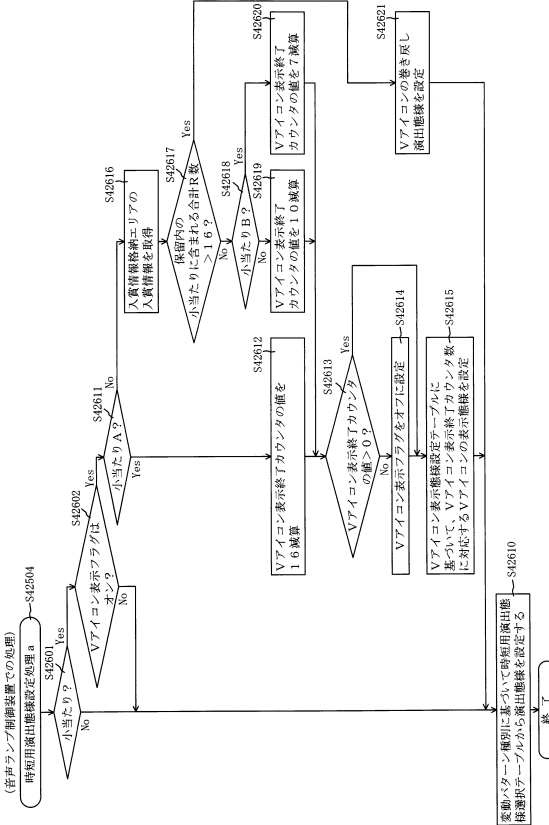 (音声ランプ制御装置での処理)
時短用演出態様設定処理a
S42504
小当たり?
S42601
Yes
No
Vアイコン表示フラグは
オン?
S42602
Yes
No
小当たりA?
S42611
No
Yes
入賞情報格納エリアの
入賞情報を取得
S42616
保留内の
小当たりに含まれる合計R数
>16?
S42617
Yes
No
小当たりB?
S42618
Yes
No
Vアイコン表示終了
カウンタの値を10減算
S42619
Vアイコン表示終了
カウンタの値を7減算
S42620
Vアイコンの巻き戻し
演出態様を設定
S42621
Vアイコン表示終了カウンタの値を
16減算
S42612
Vアイコン表示終了カウンタ
の値>0?
S42613
Yes
No
Vアイコン表示フラグをオフに設定
S42614
Vアイコン表示態様設定テーブルに
基づいて、Vアイコン表示終了カウンタ数
に対応するVアイコンの表示態様を設定
S42615
変動パターン種別に基づいて時短用演出態
様選択テーブルから演出態様を設定する
S42610
終了